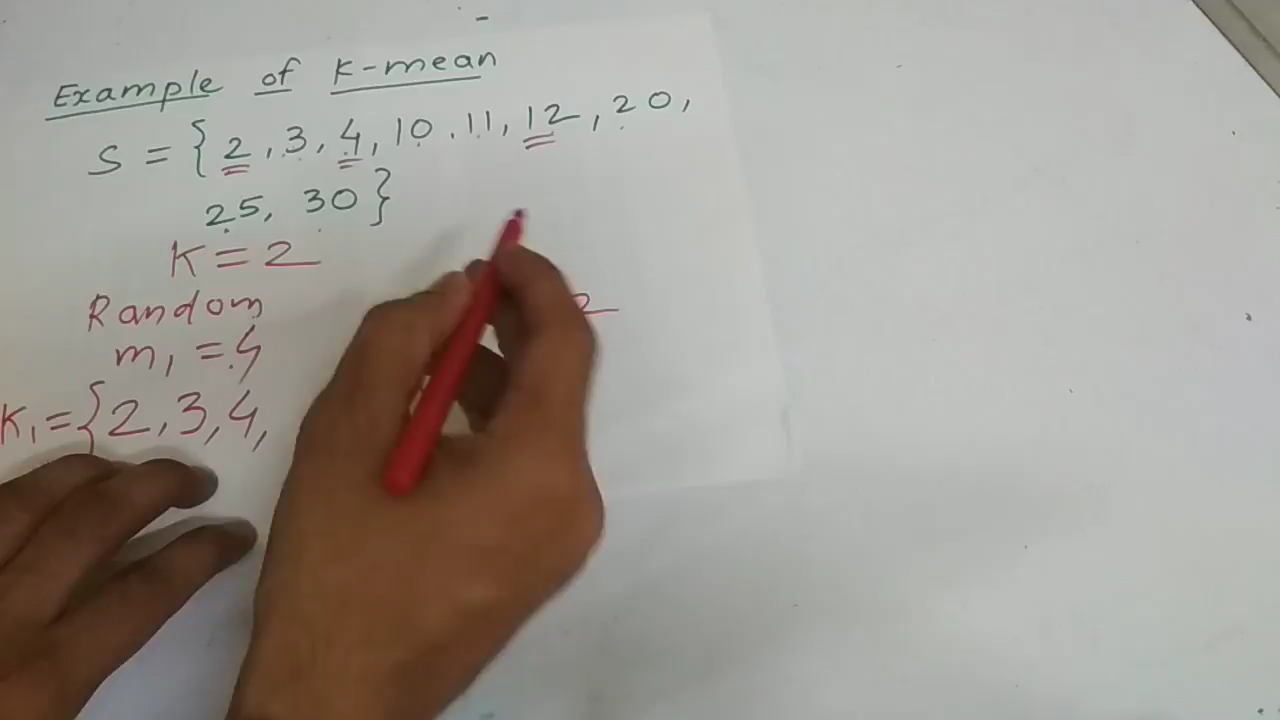 Example of K-mean
S = {2, 3, 4, 10, 11, 12, 20,
25, 30}
K = 2
Random
m₁ = 4
K₁ = {2, 3, 4,